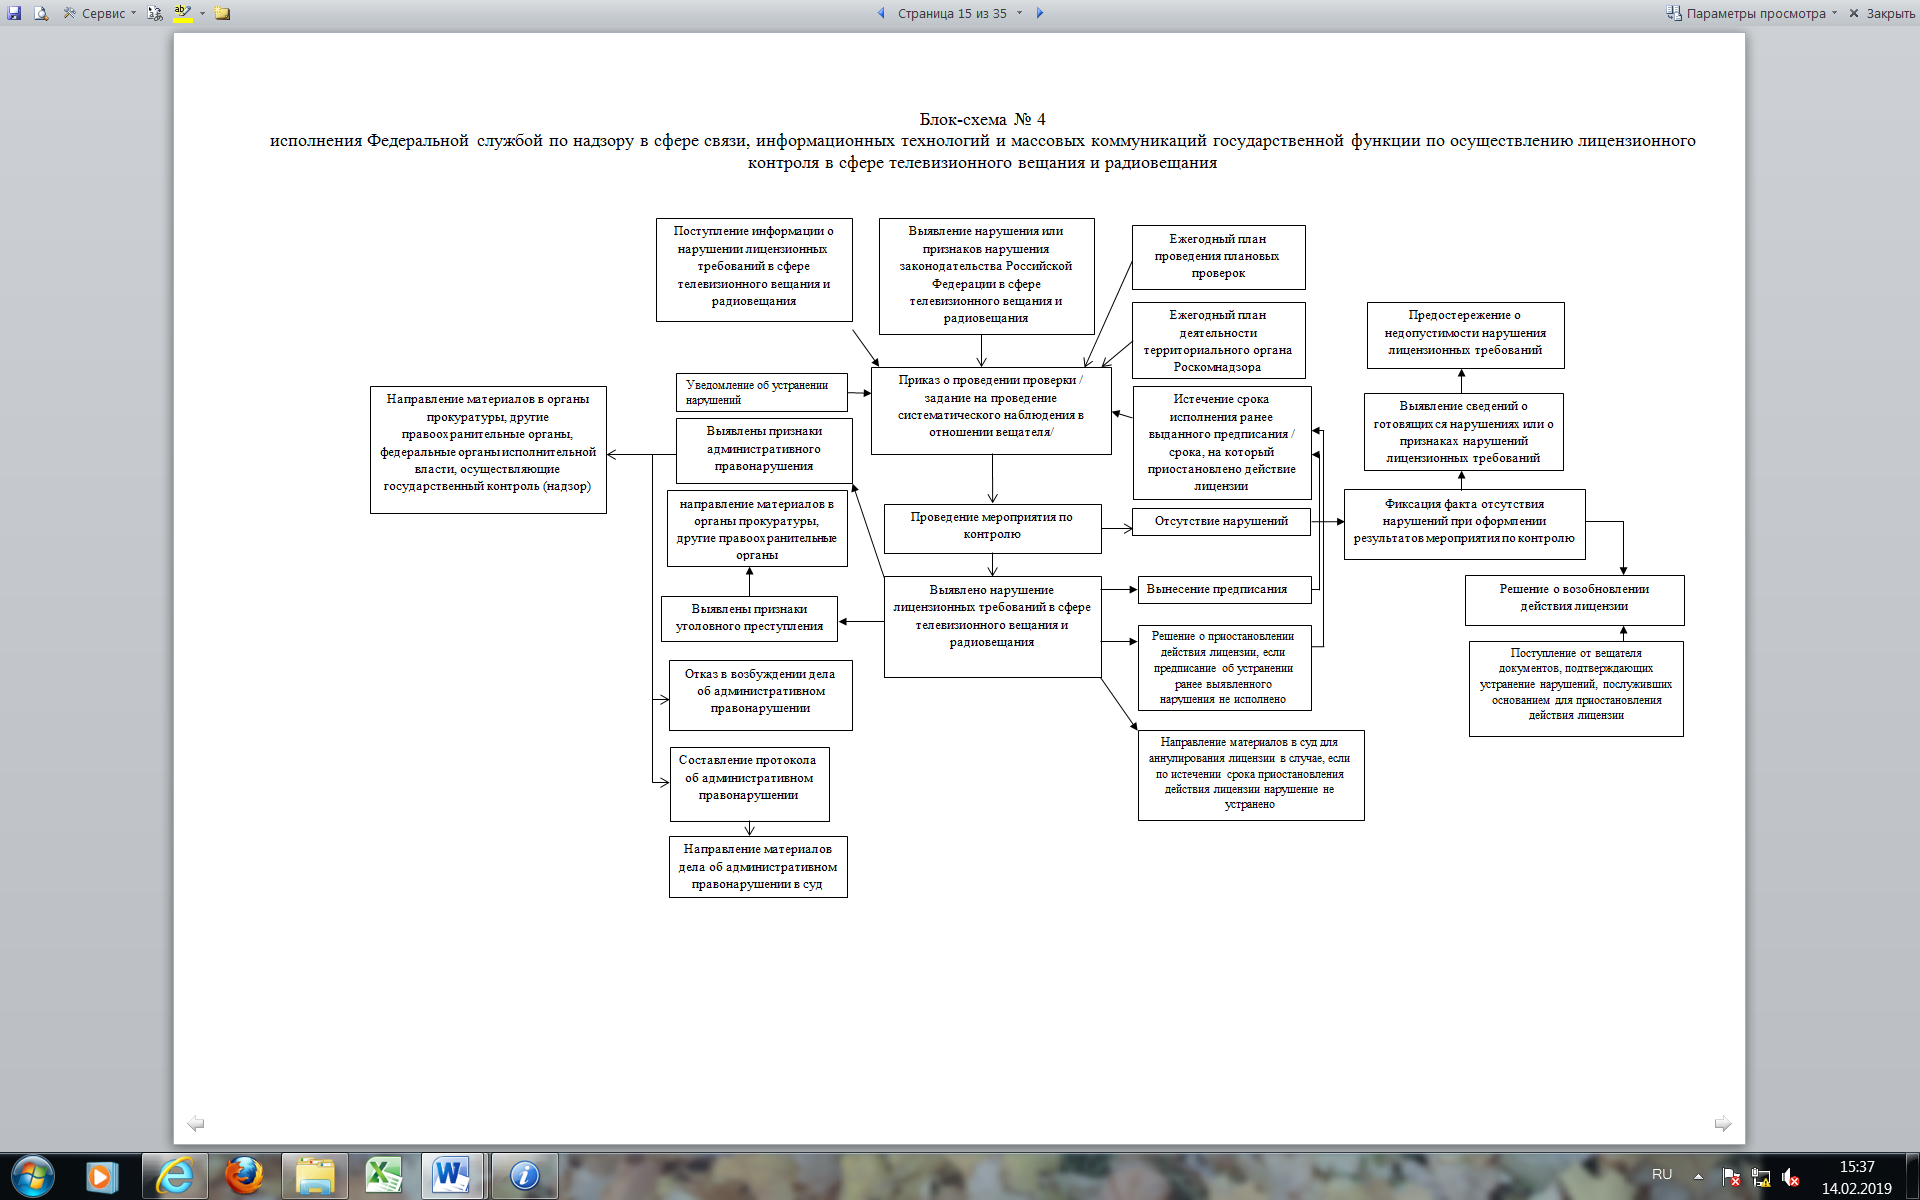 Сервис
Страница 15 из 35
Параметры просмотра
Закрыть
Блок-схема № 4
исполнения Федеральной службой по надзору в сфере связи, информационных технологий и массовых коммуникаций государственной функции по осуществлению лицензионного
контроля в сфере телевизионного вещания и радиовещания
Поступление информации о
нарушении лицензионных
требований в сфере
телевизионного вещания и
радиовещания
Выявление нарушения или
признаков нарушения
законодательства Российской
Федерации в сфере
телевизионного вещания и
радиовещания
Ежегодный план
проведения плановых
проверок
Ежегодный план
деятельности
территориального органа
Роскомнадзора
Предостережение о
недопустимости нарушения
лицензионных требований
Уведомление об устранении
нарушений
Приказ о проведении проверки /
задание на проведение
систематического наблюдения в
отношении вещателя/
Истечение срока
исполнения ранее
выданного предписания /
срока, на который
приостановлено действие
лицензии
Направление материалов в органы
прокуратуры, другие
правоохранительные органы,
федеральные органы исполнительной
власти, осуществляющие
государственный контроль (надзор)
Выявлены признаки
административного
правонарушения
Выявление сведений о
готовящихся нарушениях или о
признаках нарушений
лицензионных требований
направление материалов в
органы прокуратуры,
другие правоохранительные
органы
Проведение мероприятия по
контролю
Отсутствие нарушений
Фиксация факта отсутствия
нарушений при оформлении
результатов мероприятия по контролю
Выявлены признаки
уголовного преступления
Выявлено нарушение
лицензионных требований в сфере
телевизионного вещания и
радиовещания
Вынесение предписания
Решение о возобновлении
действия лицензии
Решение о приостановлении
действия лицензии, если
предписание об устранении
ранее выявленного
нарушения не исполнено
Поступление от вещателя
документов, подтверждающих
устранение нарушений, послуживших
основанием для приостановления
действия лицензии
Отказ в возбуждении дела
об административном
правонарушении
Направление материалов в суд для
аннулирования лицензии в случае, если
по истечении срока приостановления
действия лицензии нарушение не
устранено
Составление протокола
об административном
правонарушении
Направление материалов
дела об административном
правонарушении в суд
RU
15:37
14.02.2019